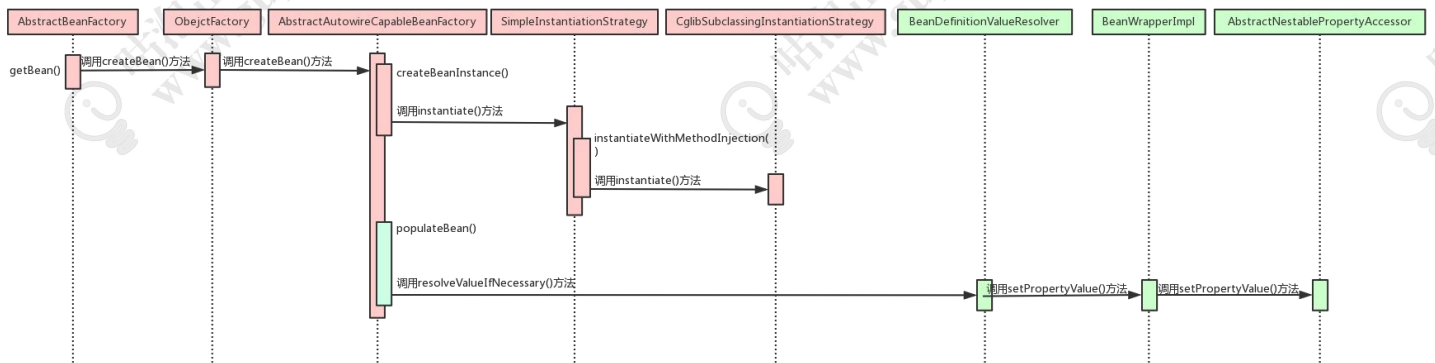 AbstractBeanFactory
ObejctFactory
AbstractAutowireCapableBeanFactory
SimpleInstantiationStrategy
CglibSubclassingInstantiationStrategy
BeanDefinitionValueResolver
BeanWrapperImpl
AbstractNestablePropertyAccessor
getBean()
调用createBean()方法
调用createBean()方法
createBeanInstance()
调用instantiate()方法
instantiateWithMethodInjection(
)
调用instantiate()方法
populateBean()
调用resolveValueIfNecessary()方法
调用setPropertyValue()方法
调用setPropertyValue()方法